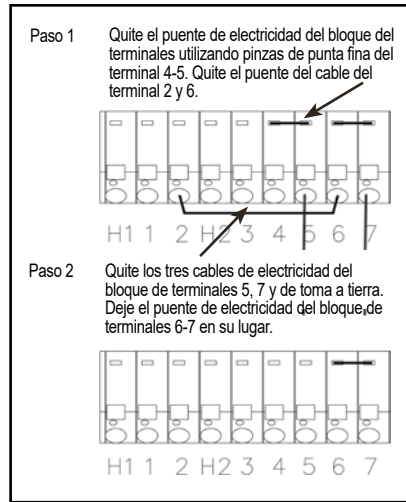 Paso 1
Quite el puente de electricidad del bloque del
terminales utilizando pinzas de punta fina del
terminal 4-5. Quite el puente del cable del
terminal 2 y 6.
H1 1 2 H2 3 4 5 6 7
Paso 2
Quite los tres cables de electricidad del
bloque de terminales 5, 7 y de toma a tierra.
Deje el puente de electricidad del bloque de
terminales 6-7 en su lugar.
H1 1 2 H2 3 4 5 6 7